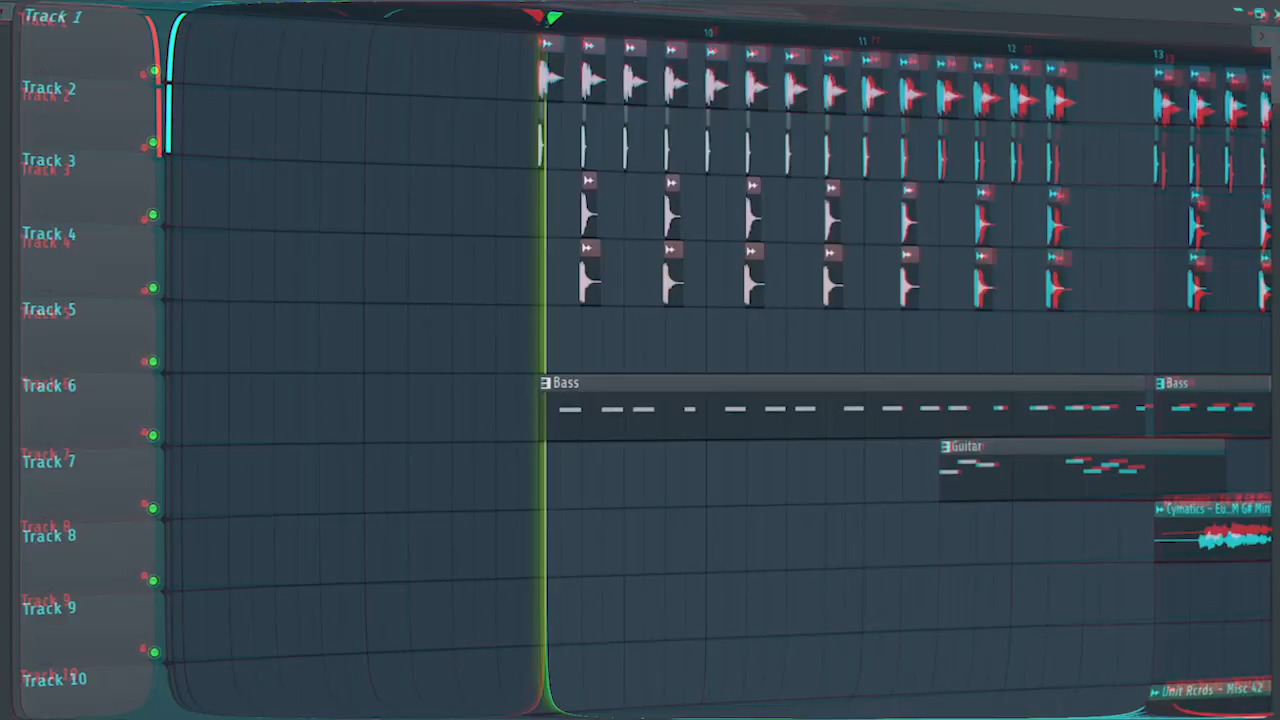 Track 1
10
11
12
13
Track 2
Track 3
Track 4
Track 5
Track 6
Bass
Bass
Track 7
Guitar
Track 8
Cymatics - Eu..M G# Min
Track 9
Track 10
Unit Rcrds - Misc 42